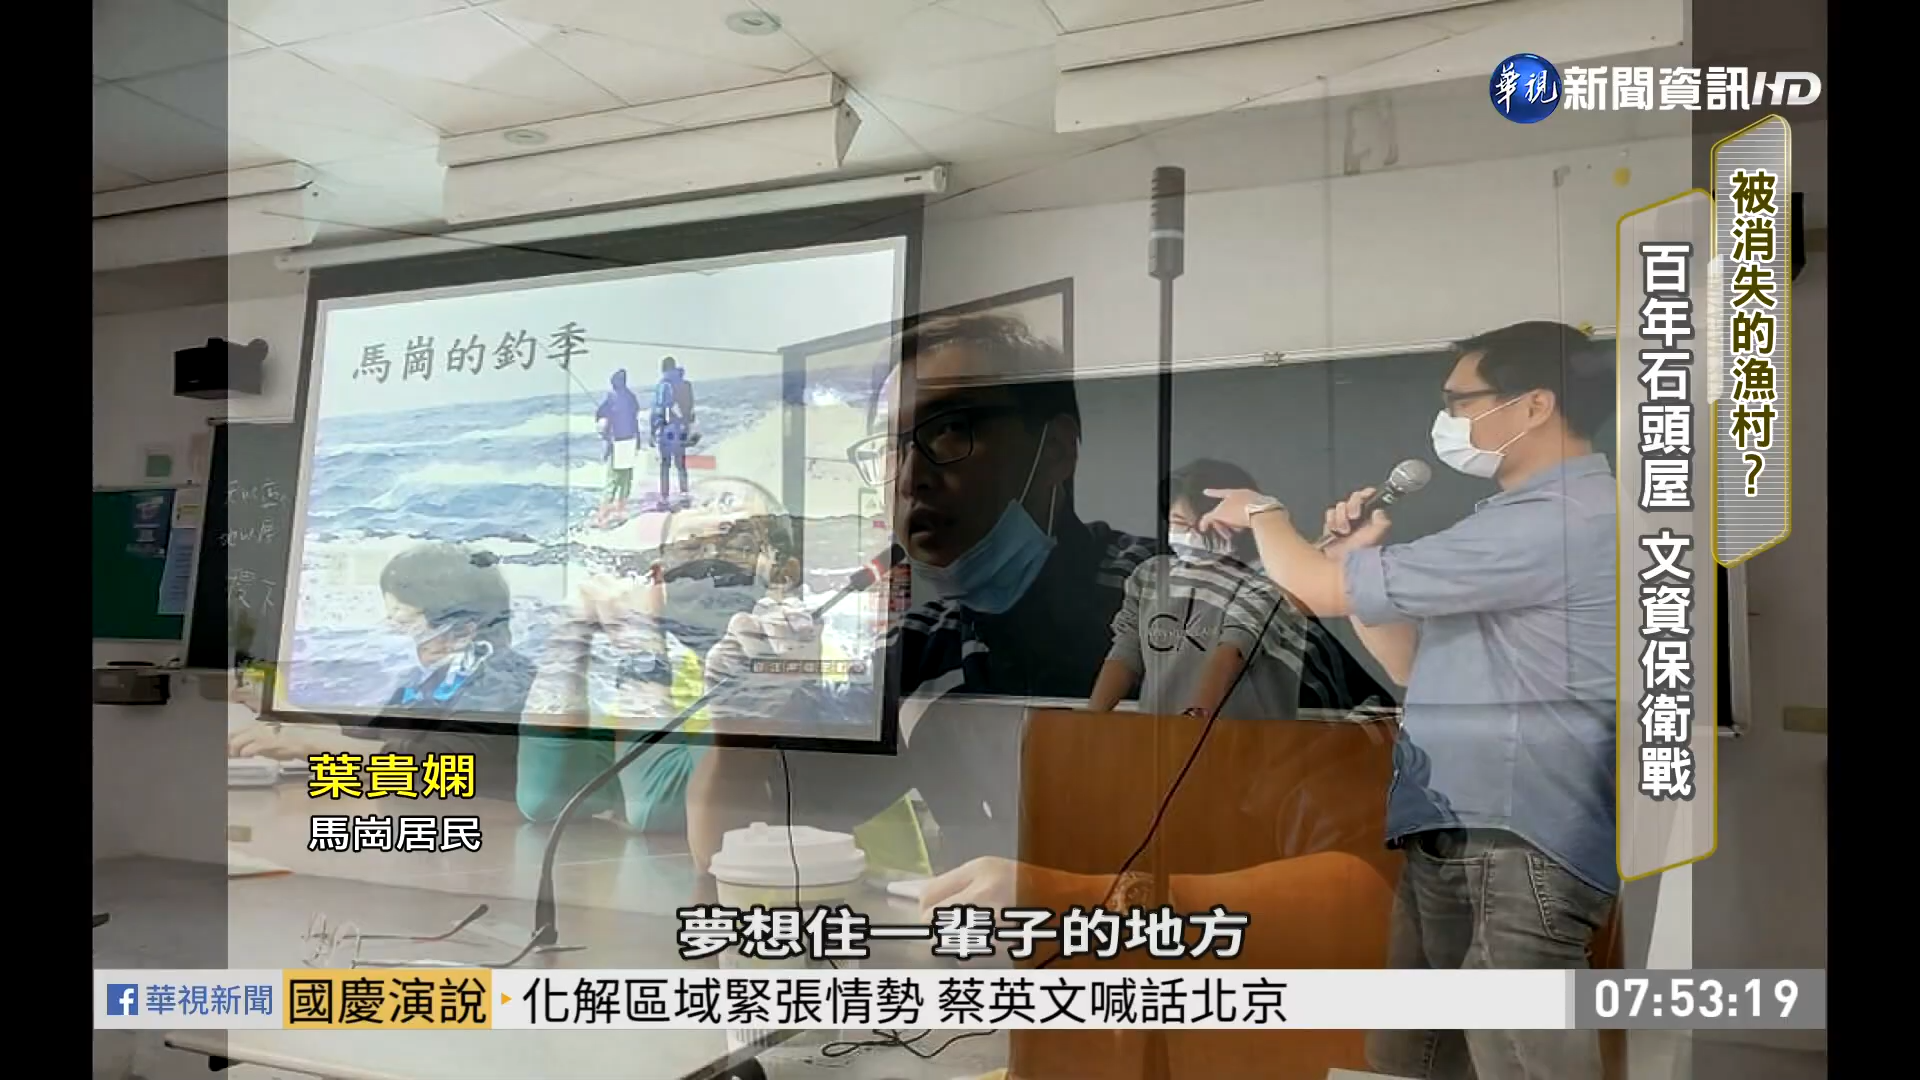 華視 新聞資訊HD
被消失的漁村?
百年石頭屋 文資保衛戰
馬崗的釣季
CK
葉貴嫻
馬崗居民
夢想住一輩子的地方
華視新聞 國慶演說 化解區域緊張情勢 蔡英文喊話北京 07:53:19